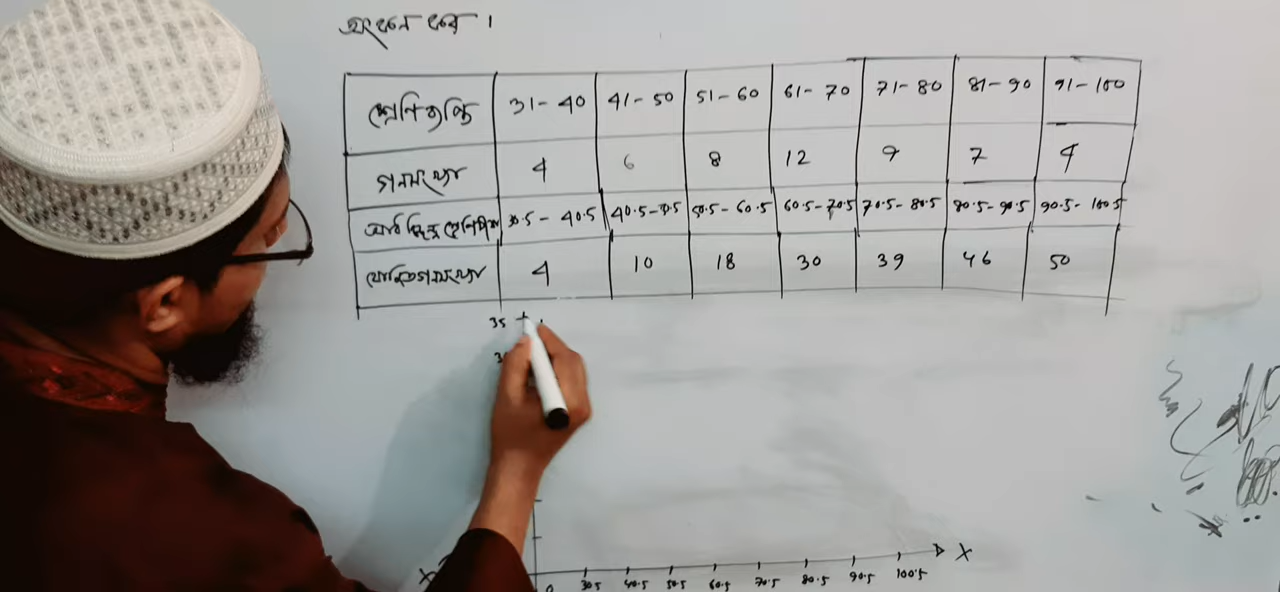 অংকন কর ।
শ্রেণিব্যাপ্তি 31-40 41-50 51-60 61-70 71-80 81-90 91-100
গনসংখ্যা 4 6 8 12 9 7 4
অবিচ্ছিন্ন 30.5-40.5 40.5-50.5 50.5-60.5 60.5-70.5 70.5-80.5 80.5-90.5 90.5-100.5
যোজিত গনসংখ্যা 4 10 18 30 39 46 50
35
X
X
0 30.5 40.5 50.5 60.5 70.5 80.5 90.5 100.5